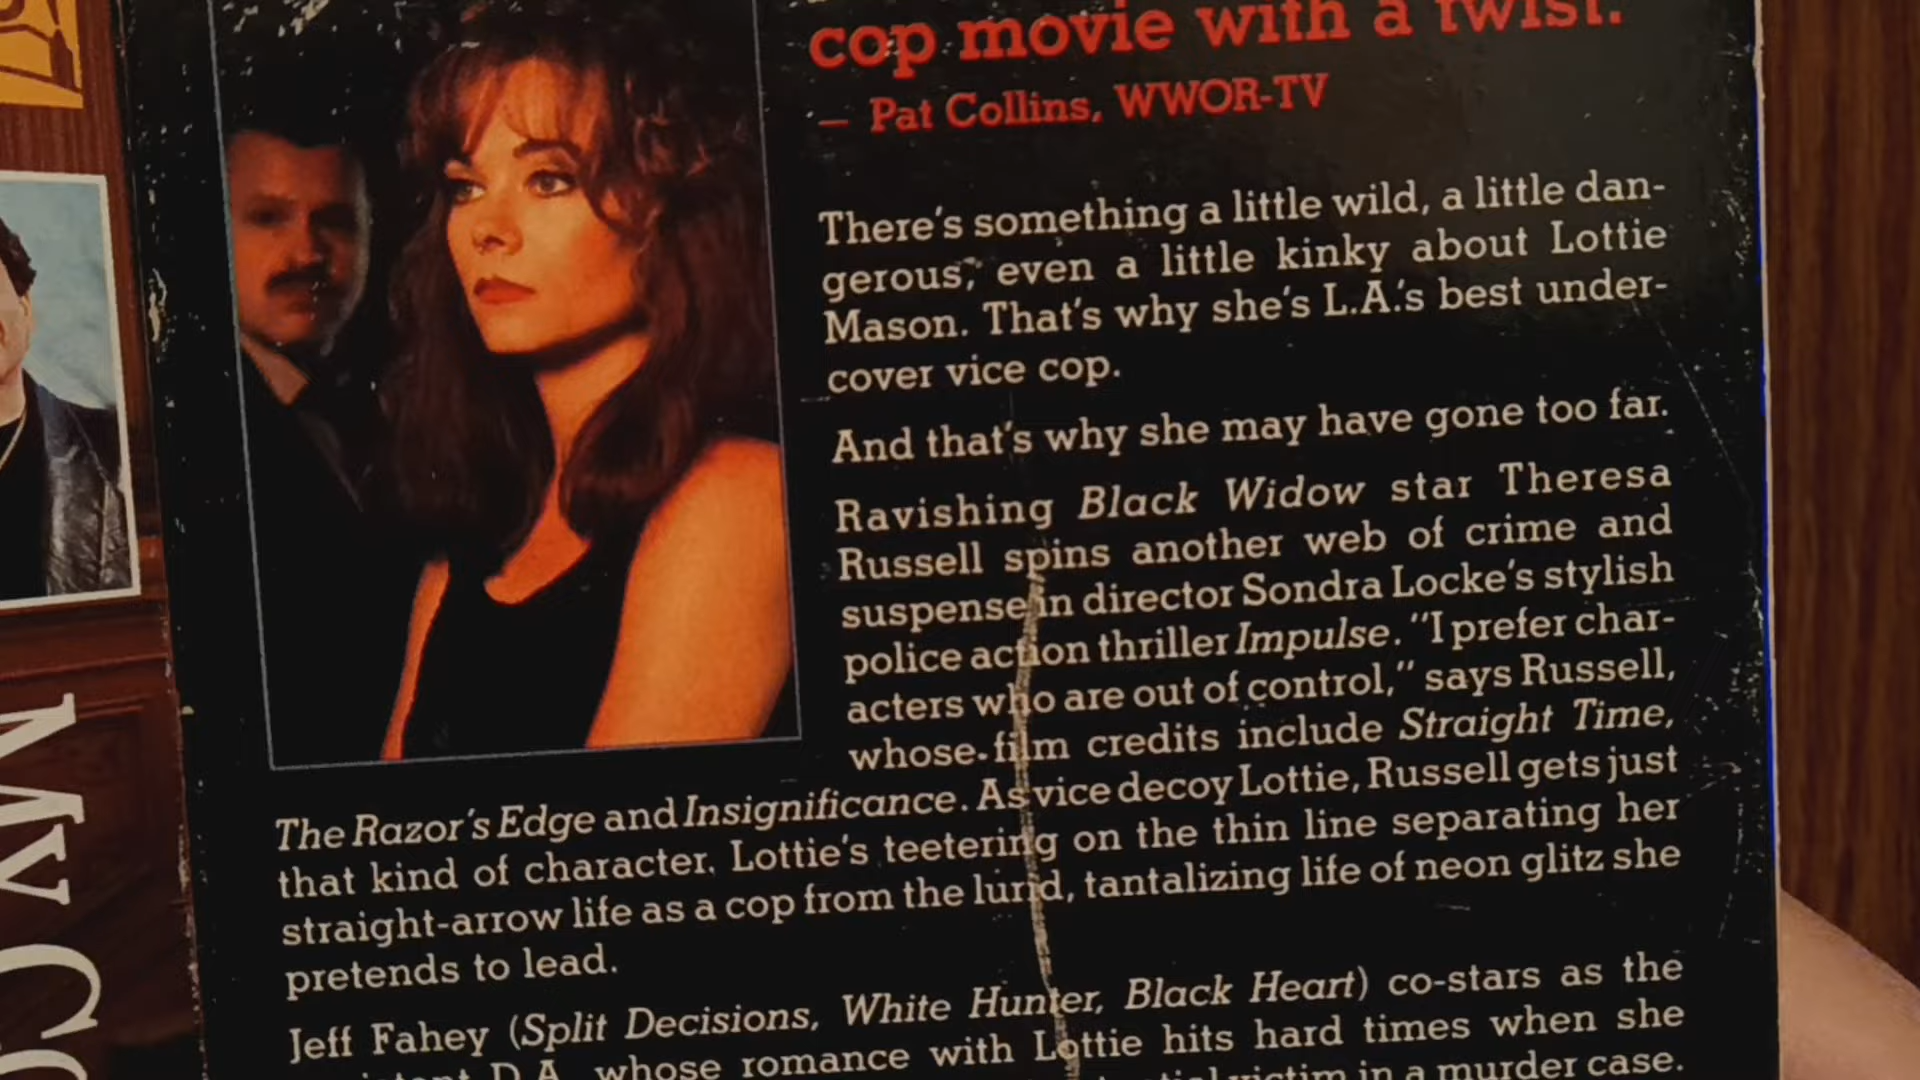 cop movie with a twist.
— Pat Collins, WWOR-TV
There's something a little wild, a little dan-
gerous, even a little kinky about Lottie
Mason. That's why she's L.A.'s best under-
cover vice cop.
And that's why she may have gone too far.
Ravishing Black Widow star Theresa
Russell spins another web of crime and
suspense in director Sondra Locke's stylish
police action thriller Impulse. "I prefer char-
acters who are out of control," says Russell,
whose film credits include Straight Time,
The Razor's Edge and Insignificance. As vice decoy Lottie, Russell gets just
that kind of character. Lottie's teetering on the thin line separating her
straight-arrow life as a cop from the lurid, tantalizing life of neon glitz she
pretends to lead.
Jeff Fahey (Split Decisions, White Hunter, Black Heart) co-stars as the
D.A. whose romance with Lottie hits hard times when she
victim in a murder case.
My